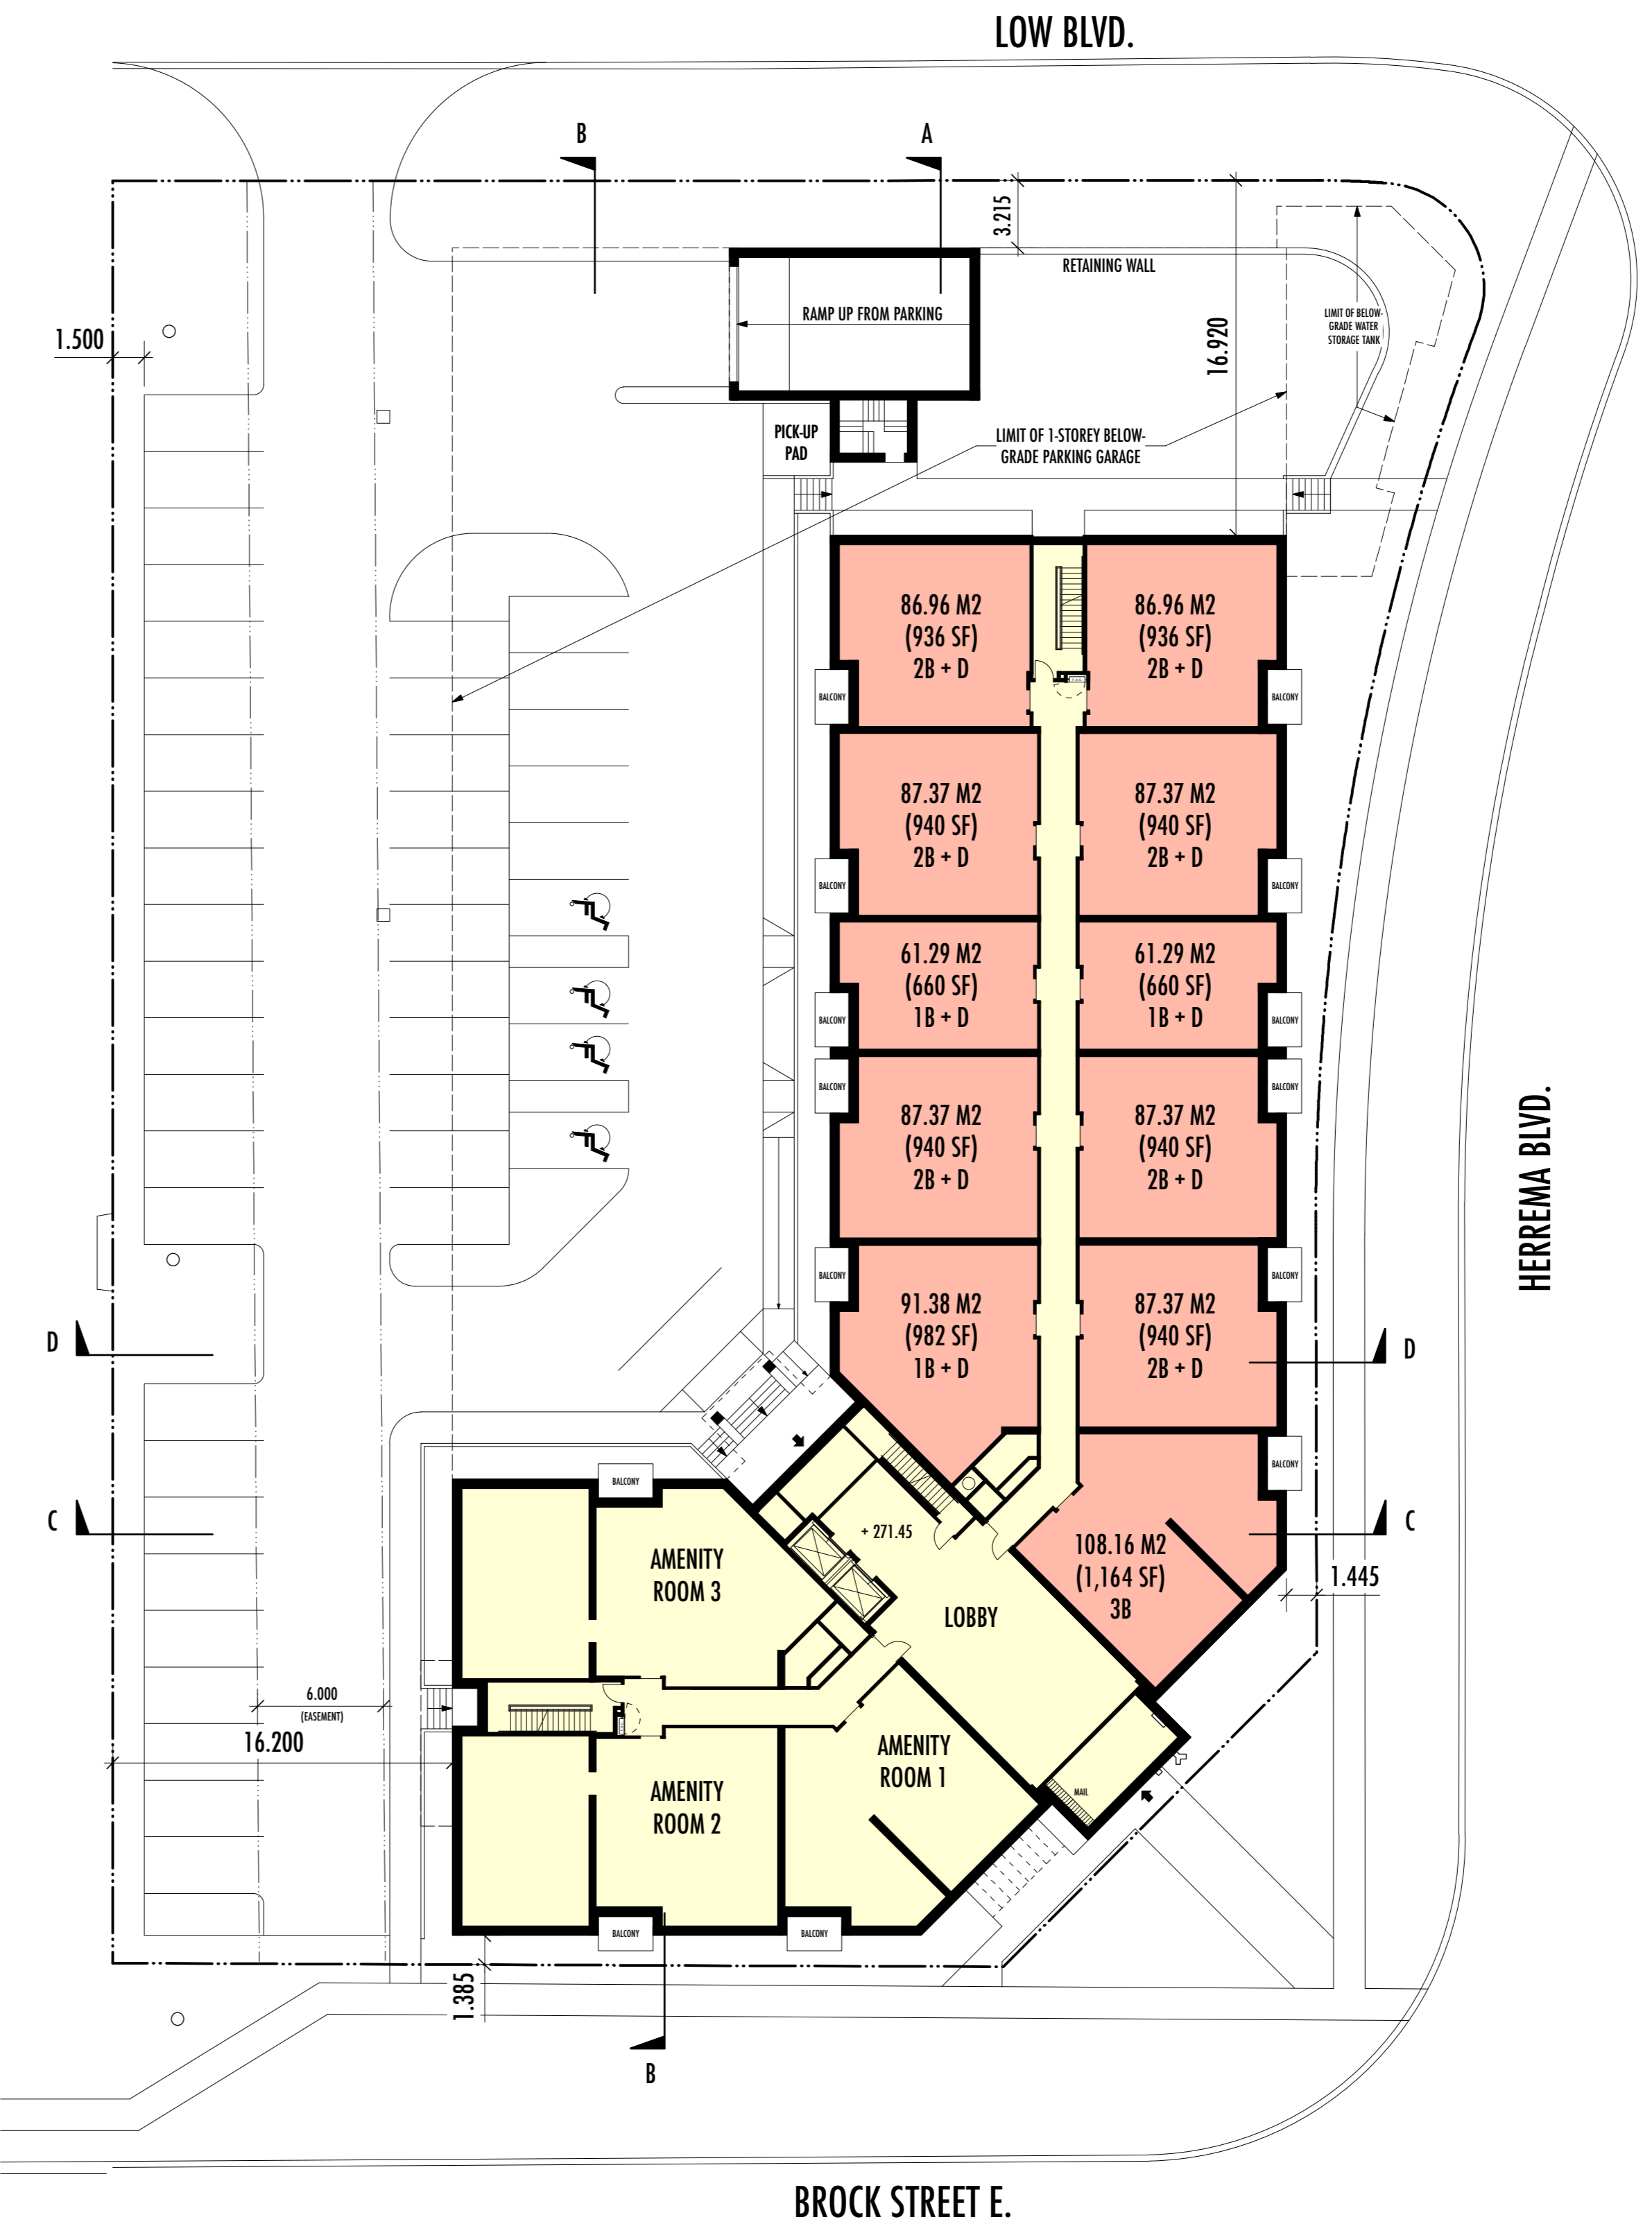 LOW BLVD.
B
A
3.215
RETAINING WALL
RAMP UP FROM PARKING
LIMIT OF BELOW-
GRADE WATER
STORAGE TANK
1.500
16.920
PICK-UP
PAD
LIMIT OF 1-STOREY BELOW-
GRADE PARKING GARAGE
86.96 M2
(936 SF)
2B + D
86.96 M2
(936 SF)
2B + D
BALCONY
BALCONY
87.37 M2
(940 SF)
2B + D
87.37 M2
(940 SF)
2B + D
BALCONY
BALCONY
61.29 M2
(660 SF)
1B + D
61.29 M2
(660 SF)
1B + D
BALCONY
BALCONY
BALCONY
BALCONY
87.37 M2
(940 SF)
2B + D
87.37 M2
(940 SF)
2B + D
HERREMA BLVD.
BALCONY
BALCONY
91.38 M2
(982 SF)
1B + D
87.37 M2
(940 SF)
2B + D
D
D
BALCONY
BALCONY
C
C
+ 271.45
108.16 M2
(1,164 SF)
3B
AMENITY
ROOM 3
LOBBY
1.445
6.000
(EASEMENT)
16.200
AMENITY
ROOM 1
AMENITY
ROOM 2
MAIL
BALCONY
BALCONY
1.385
B
BROCK STREET E.